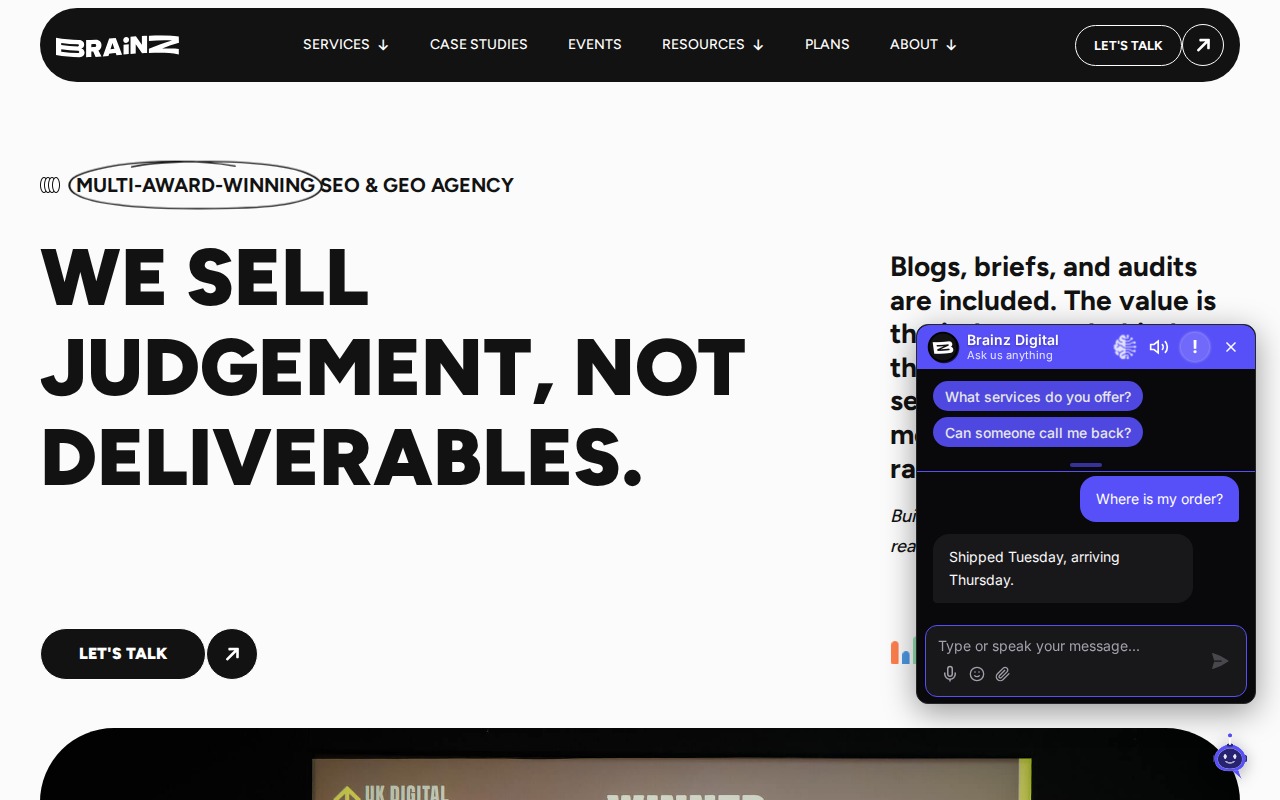 BRAINZ
SERVICES
CASE STUDIES
EVENTS
RESOURCES
PLANS
ABOUT
LET'S TALK
MULTI-AWARD-WINNING SEO & GEO AGENCY
WE SELL
JUDGEMENT, NOT
DELIVERABLES.
Blogs, briefs, and audits
are included. The value is
Brainz Digital
Ask us anything
What services do you offer?
Can someone call me back?
Where is my order?
Shipped Tuesday, arriving
Thursday.
Type or speak your message...
LET'S TALK
UK DIGITAL
WINNER